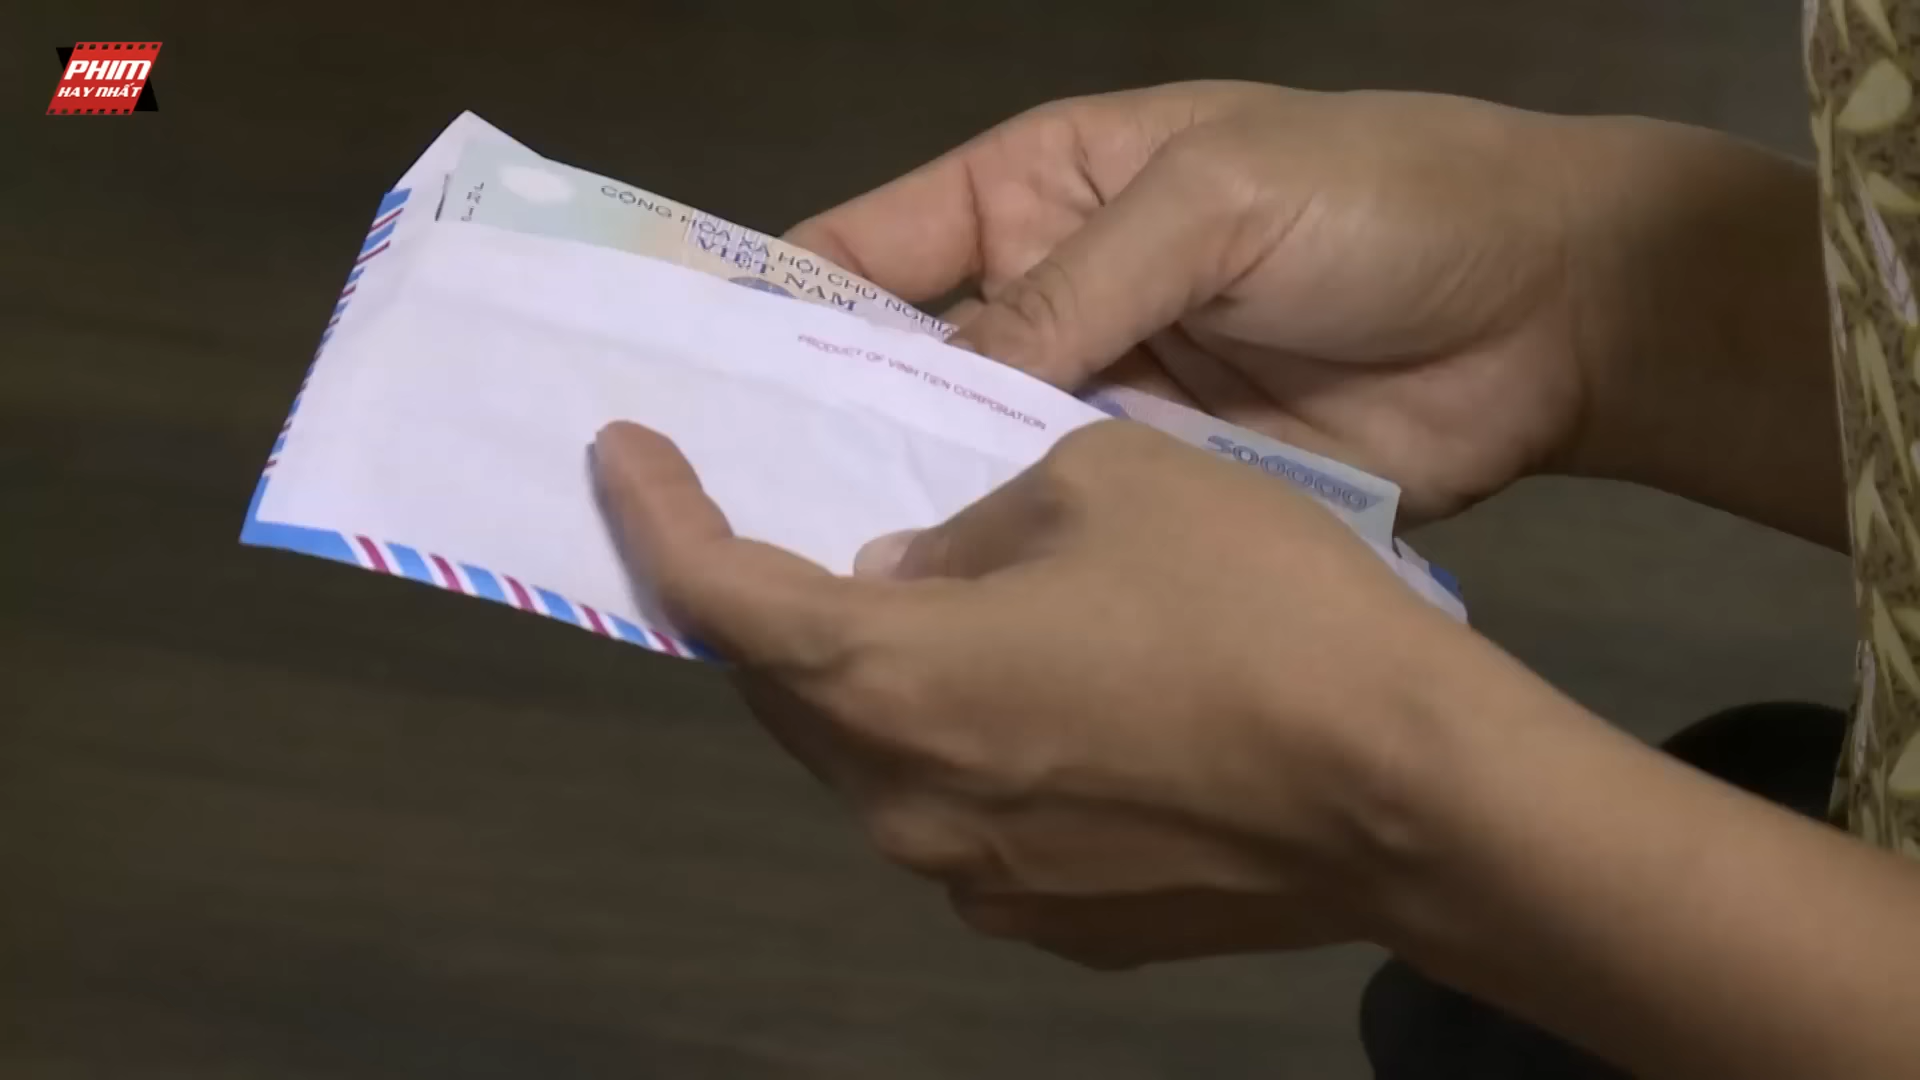 PHIM
HAY NHẤT
CỘNG HÒA XÃ HỘI CHỦ NGHĨA
VIỆT NAM
PRODUCT OF VINH TIEN CORPORATION
500000